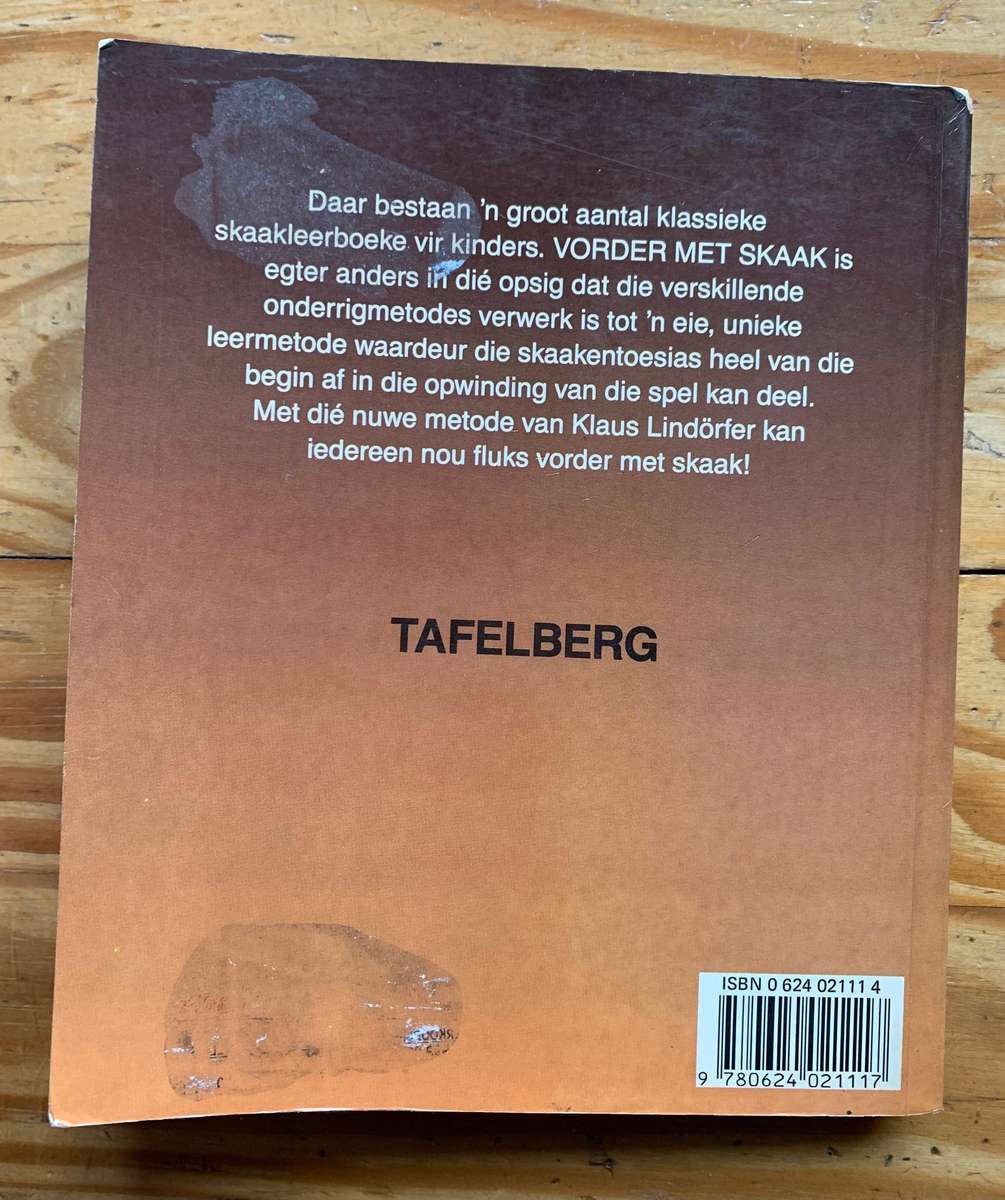 Daar bestaan 'n groot aantal klassieke
skaakleerboeke vir kinders. VORDER MET SKAAK is
egter anders in dié opsig dat die verskillende
onderrigmetodes verwerk is tot 'n eie, unieke
leermetode waardeur die skaakentoesias heel van die
begin af in die opwinding van die spel kan deel.
Met dié nuwe metode van Klaus Lindörfer kan
iedereen nou fluks vorder met skaak!
TAFELBERG
ISBN 0 624 02111 4
9 780624 021117